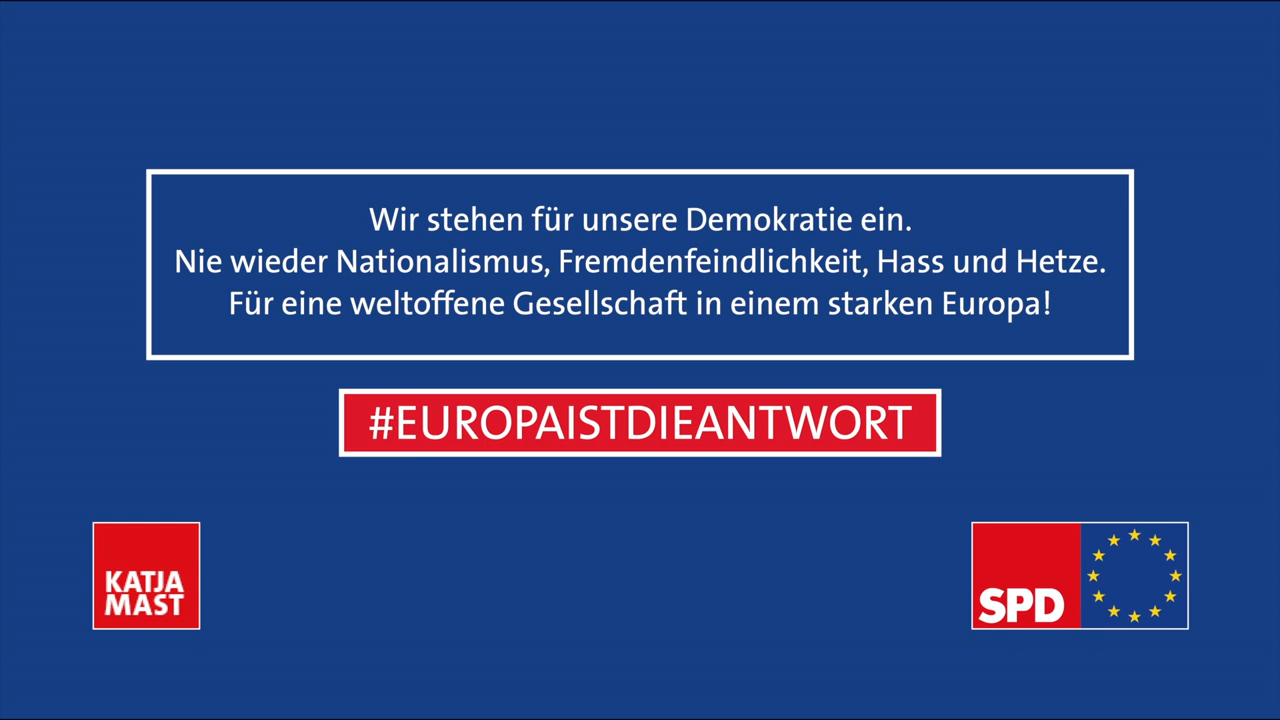 Wir stehen für unsere Demokratie ein.
Nie wieder Nationalismus, Fremdenfeindlichkeit, Hass und Hetze.
Für eine weltoffene Gesellschaft in einem starken Europa!
#EUROPAISTDIEANTWORT
KATJA
MAST
SPD